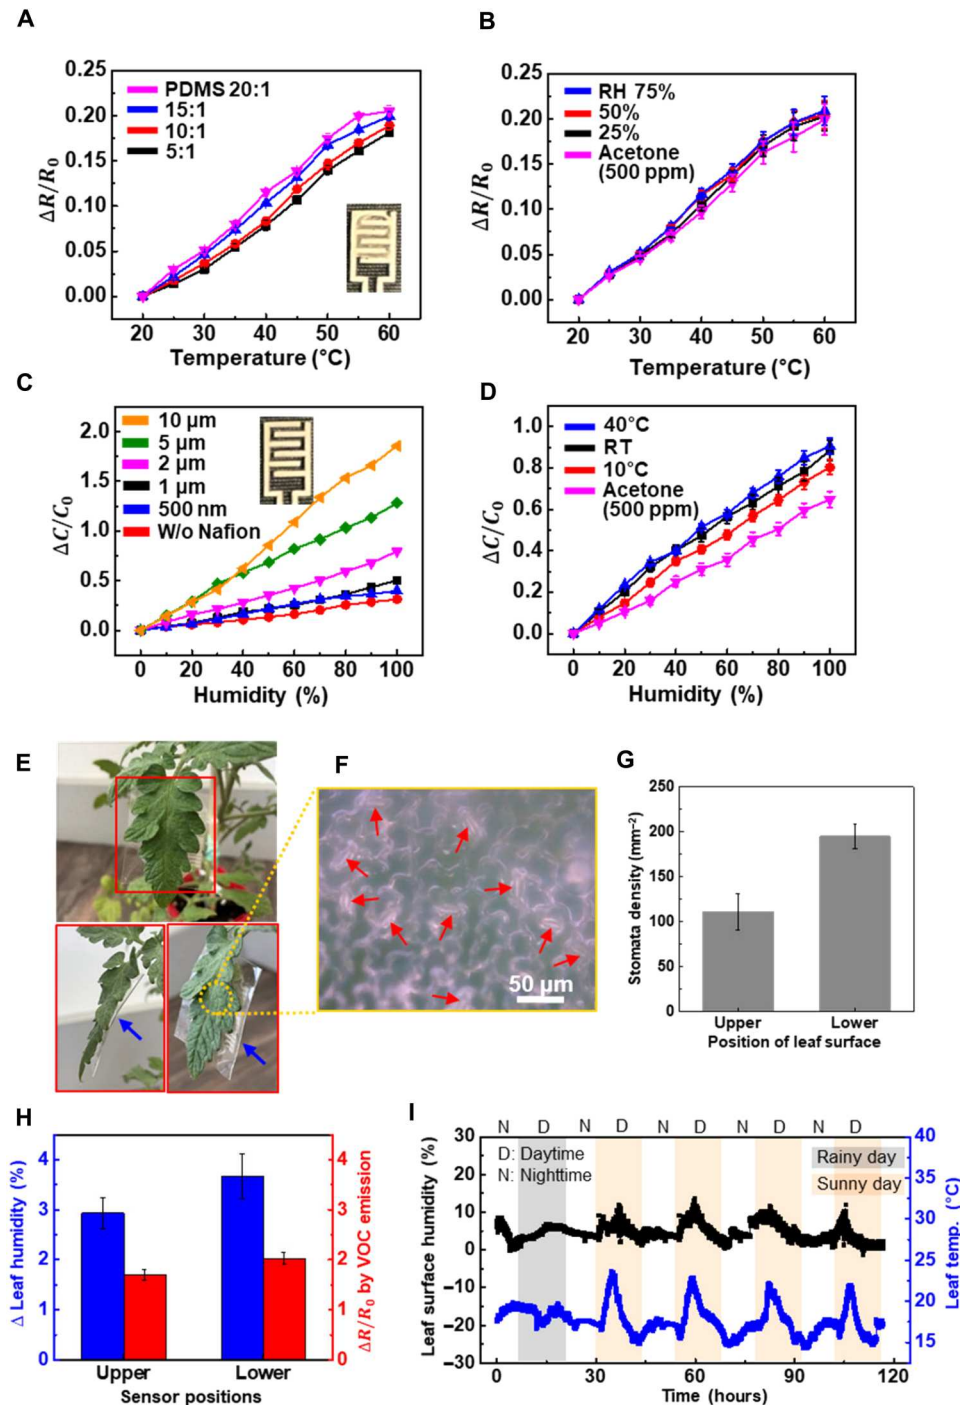 A
B
0.25
0.20
0.15
0.10
0.05
0.00
ΔR/R0
PDMS 20:1
15:1
10:1
5:1
20 30 40 50 60
Temperature (°C)
0.25
0.20
0.15
0.10
0.05
0.00
ΔR/R0
RH 75%
50%
25%
Acetone
(500 ppm)
20 30 40 50 60
Temperature (°C)
C
D
2.0
1.5
1.0
0.5
0.0
ΔC/C0
10 μm
5 μm
2 μm
1 μm
500 nm
W/o Nafion
0 20 40 60 80 100
Humidity (%)
1.0
0.8
0.6
0.4
0.2
0.0
ΔC/C0
40°C
RT
10°C
Acetone
(500 ppm)
0 20 40 60 80 100
Humidity (%)
E
F
50 μm
G
250
200
150
100
50
0
Stomata density (mm−2)
Upper Lower
Position of leaf surface
H
4
3
2
1
0
Δ Leaf humidity (%)
4
3
2
1
0
ΔR/R0 by VOC emission
Upper Lower
Sensor positions
I
N D N D N D N D N D
30
20
10
0
−10
−20
−30
Leaf surface humidity (%)
D: Daytime
N: Nighttime
Rainy day
Sunny day
40
35
30
25
20
15
Leaf temp. (°C)
0 30 60 90 120
Time (hours)